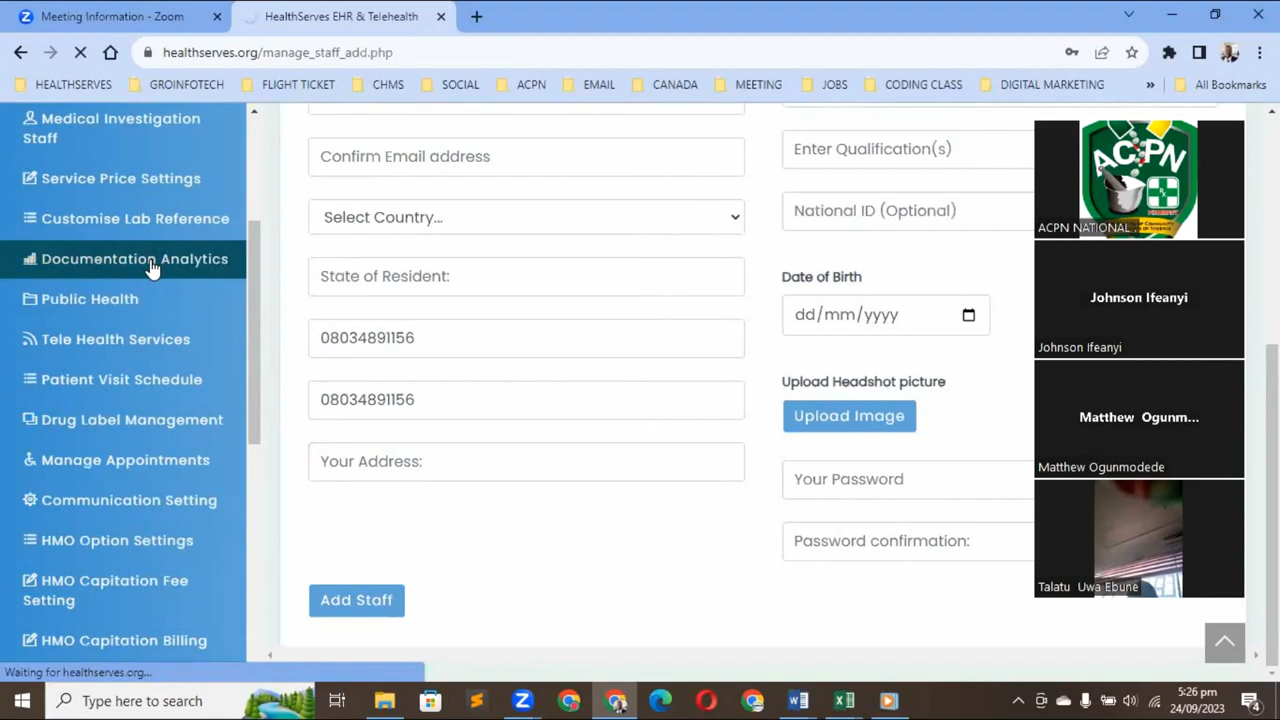 Meeting Information - Zoom
HealthServes EHR & Telehealth
healthserves.org/manage_staff_add.php
HEALTHSERVES
GROINFOTECH
FLIGHT TICKET
CHMS
SOCIAL
ACPN
EMAIL
CANADA
MEETING
JOBS
CODING CLASS
DIGITAL MARKETING
»
All Bookmarks
Medical Investigation
Staff
Service Price Settings
Customise Lab Reference
Documentation Analytics
Public Health
Tele Health Services
Patient Visit Schedule
Drug Label Management
Manage Appointments
Communication Setting
HMO Option Settings
HMO Capitation Fee
Setting
HMO Capitation Billing
Confirm Email address
Select Country...
State of Resident:
08034891156
08034891156
Your Address:
Add Staff
Enter Qualification(s)
National ID (Optional)
Date of Birth
dd/mm/yyyy
Upload Headshot picture
Upload Image
Your Password
Password confirmation:
ACPN
ACPN NATIONAL
Johnson Ifeanyi
Johnson Ifeanyi
Matthew Ogunm...
Matthew Ogunmodede
Talatu Uwa Ebune
Waiting for healthserves.org...
Type here to search
5:26 pm
24/09/2023
4